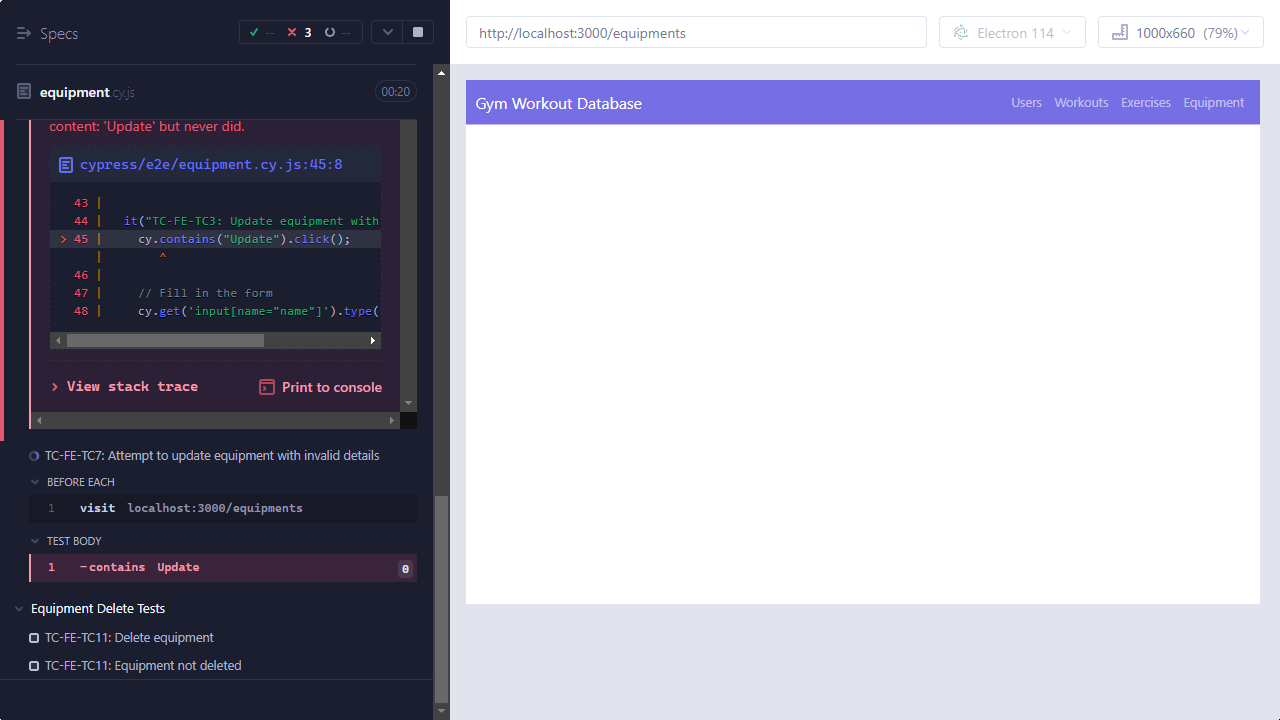 Specs
-- 3 --
equipment cy.js
00:20
content: 'Update' but never did.
cypress/e2e/equipment.cy.js:45:8
43 |
44 | it("TC-FE-TC3: Update equipment with
> 45 | cy.contains("Update").click();
| ^
46 |
47 | // Fill in the form
48 | cy.get('input[name="name"]').type(
> View stack trace
Print to console
TC-FE-TC7: Attempt to update equipment with invalid details
BEFORE EACH
1 visit localhost:3000/equipments
TEST BODY
1 -contains Update 0
Equipment Delete Tests
TC-FE-TC11: Delete equipment
TC-FE-TC11: Equipment not deleted
http://localhost:3000/equipments
Electron 114
1000x660 (79%)
Gym Workout Database
Users Workouts Exercises Equipment